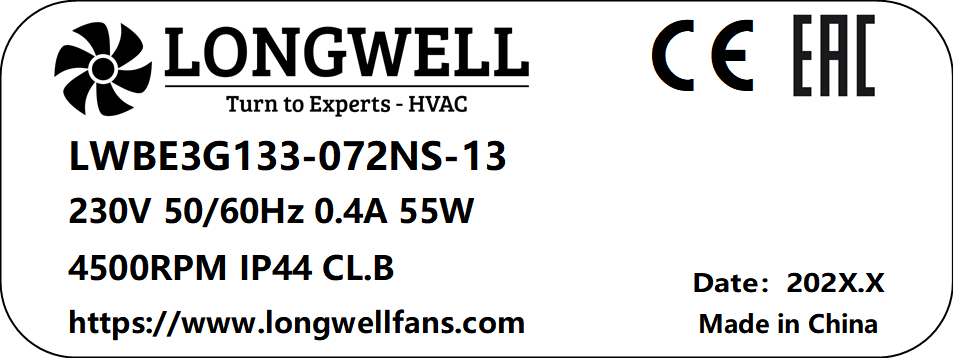 LONGWELL
Turn to Experts - HVAC
CE EAC
LWBE3G133-072NS-13
230V 50/60Hz 0.4A 55W
4500RPM IP44 CL.B
Date：202X.X
https://www.longwellfans.com
Made in China